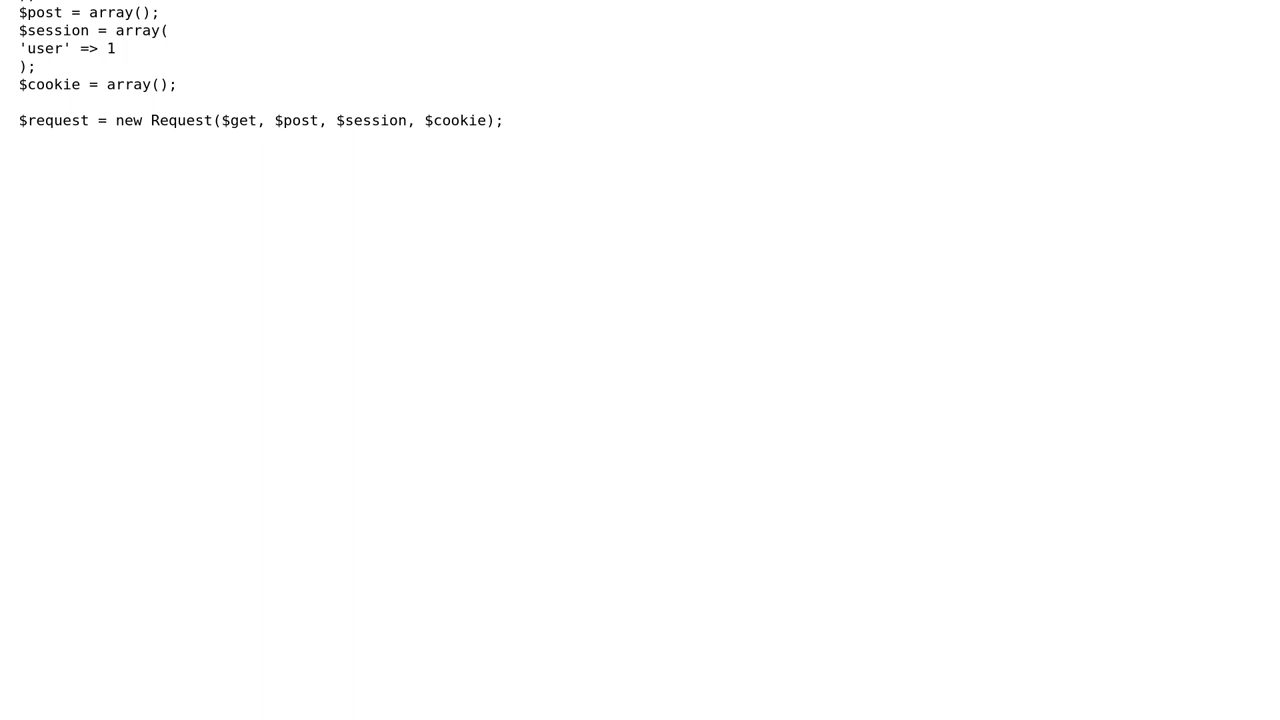 $post = array();
$session = array(
'user' => 1
);
$cookie = array();
$request = new Request($get, $post, $session, $cookie);